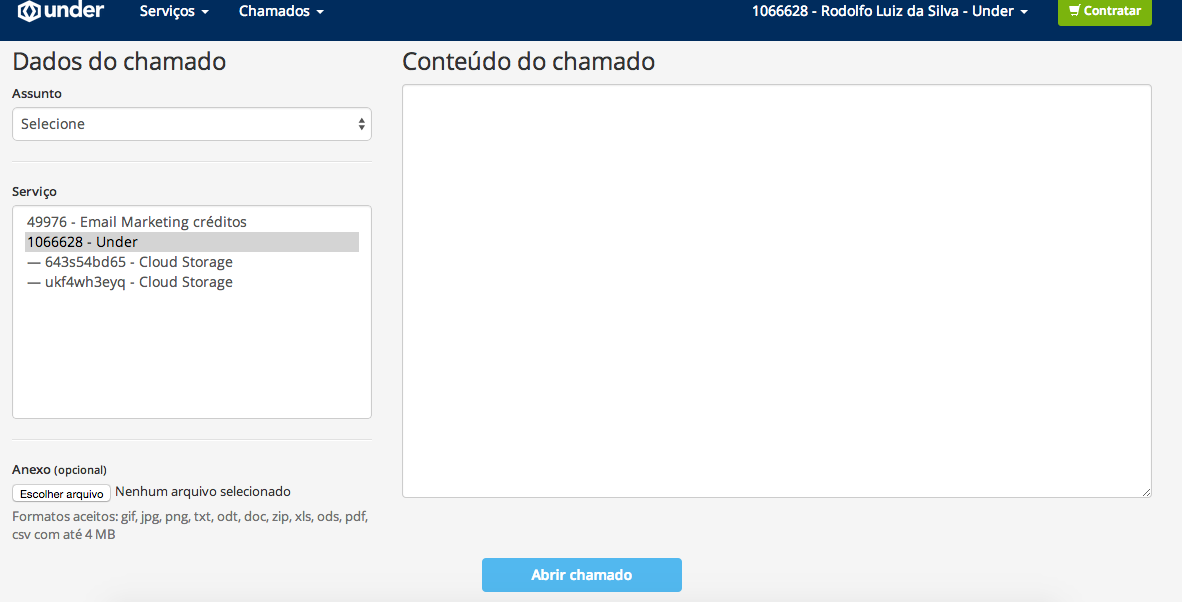 under Serviços Chamados 1066628 - Rodolfo Luiz da Silva - Under Contratar
Dados do chamado
Assunto
Selecione
Serviço
49976 - Email Marketing créditos
1066628 - Under
— 643s54bd65 - Cloud Storage
— ukf4wh3eyq - Cloud Storage
Anexo (opcional)
Escolher arquivo Nenhum arquivo selecionado
Formatos aceitos: gif, jpg, png, txt, odt, doc, zip, xls, ods, pdf,
csv com até 4 MB
Conteúdo do chamado
Abrir chamado